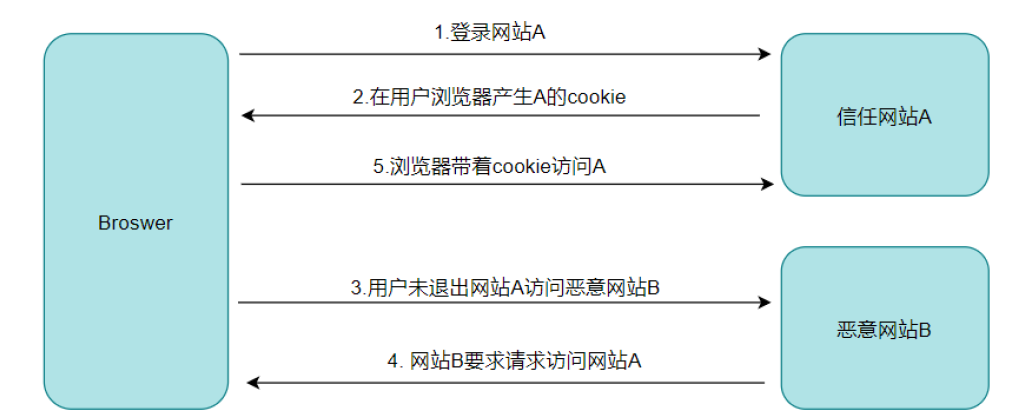 1.登录网站A
2.在用户浏览器产生A的cookie
信任网站A
5.浏览器带着cookie访问A
Broswer
3.用户未退出网站A访问恶意网站B
恶意网站B
4. 网站B要求请求访问网站A